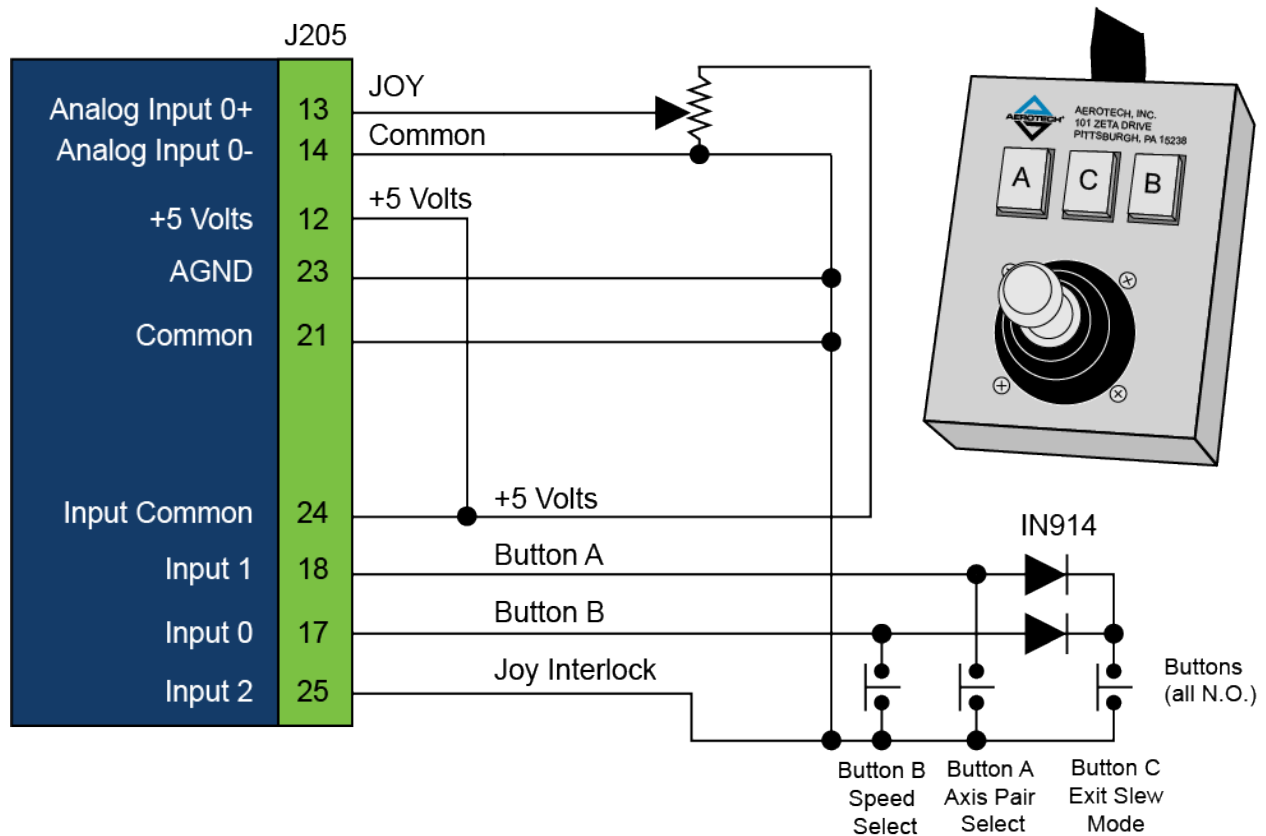 J205
Analog Input 0+ 13 JOY
Analog Input 0- 14 Common
+5 Volts 12 +5 Volts
AGND 23
Common 21
Input Common 24 +5 Volts
Input 1 18 Button A
Input 0 17 Button B
Input 2 25 Joy Interlock
IN914
Buttons
(all N.O.)
Button B
Speed
Select
Button A
Axis Pair
Select
Button C
Exit Slew
Mode
AEROTECH
AEROTECH, INC.
101 ZETA DRIVE
PITTSBURGH, PA 15238
A C B